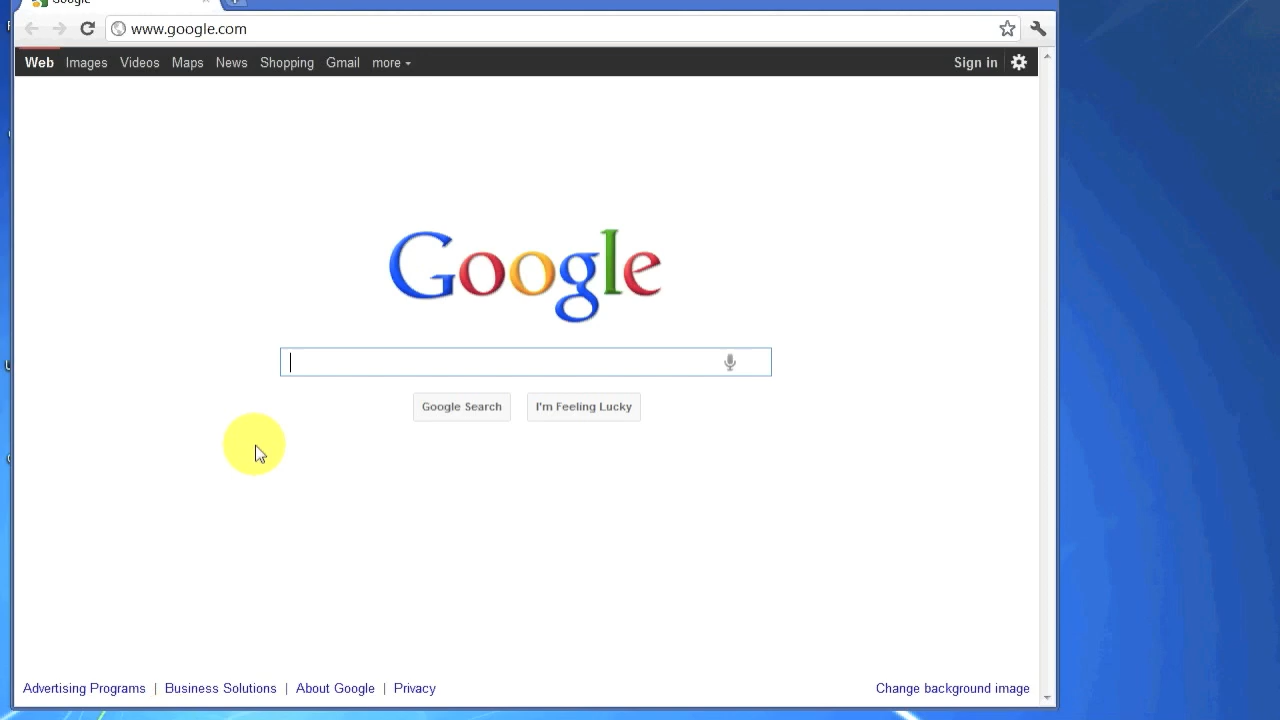 Google
www.google.com
Web Images Videos Maps News Shopping Gmail more Sign in
Google
Google Search I'm Feeling Lucky
Advertising Programs | Business Solutions | About Google | Privacy Change background image